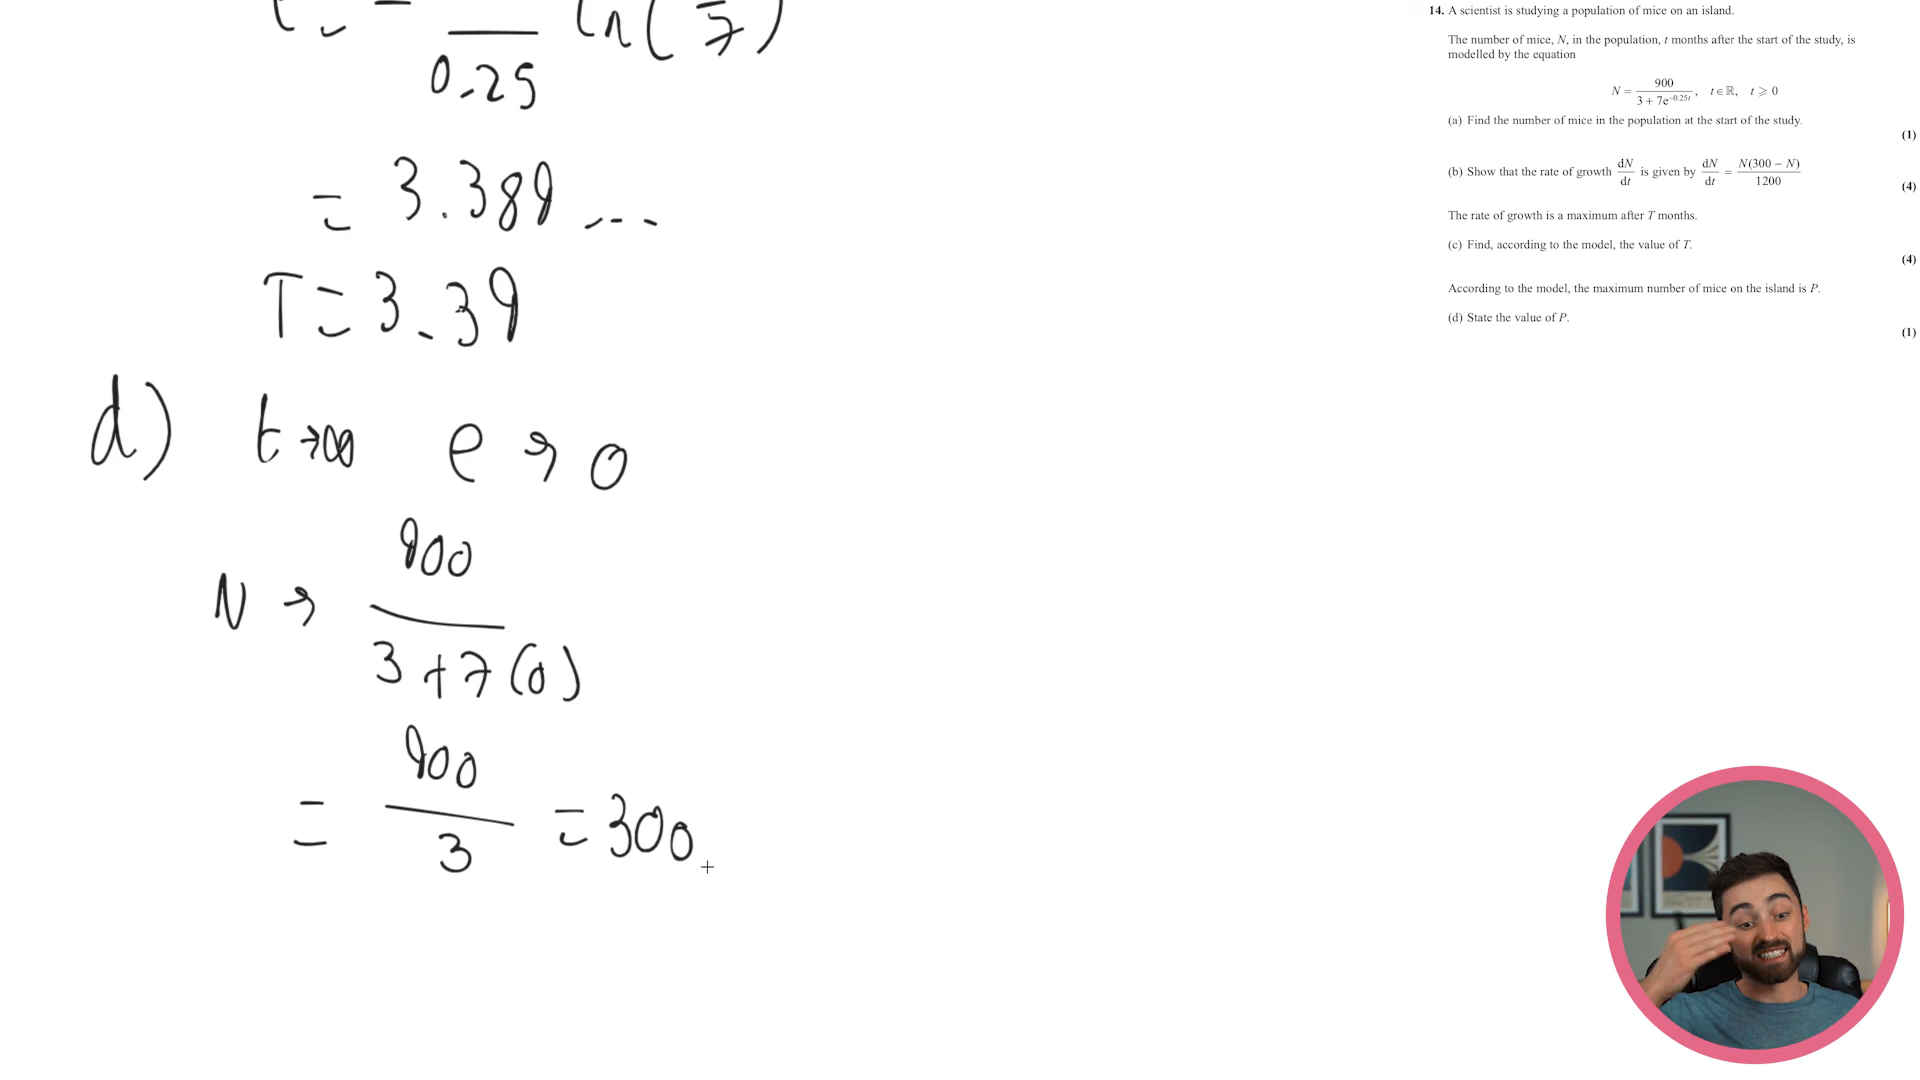 ln(
7
)
0.25
= 3.389 ...
T = 3.39
d) t → ∞ e → 0
N → 900
3 + 7 (0)
= 900
3
= 300
14. A scientist is studying a population of mice on an island.
The number of mice, N, in the population, t months after the start of the study, is
modelled by the equation
N = 900
3 + 7e^−0.25t
, t ∈ ℝ, t ⩾ 0
(a) Find the number of mice in the population at the start of the study.
(1)
(b) Show that the rate of growth dN/dt is given by dN/dt = N(300 − N)/1200
(4)
The rate of growth is a maximum after T months.
(c) Find, according to the model, the value of T.
(4)
According to the model, the maximum number of mice on the island is P.
(d) State the value of P.
(1)